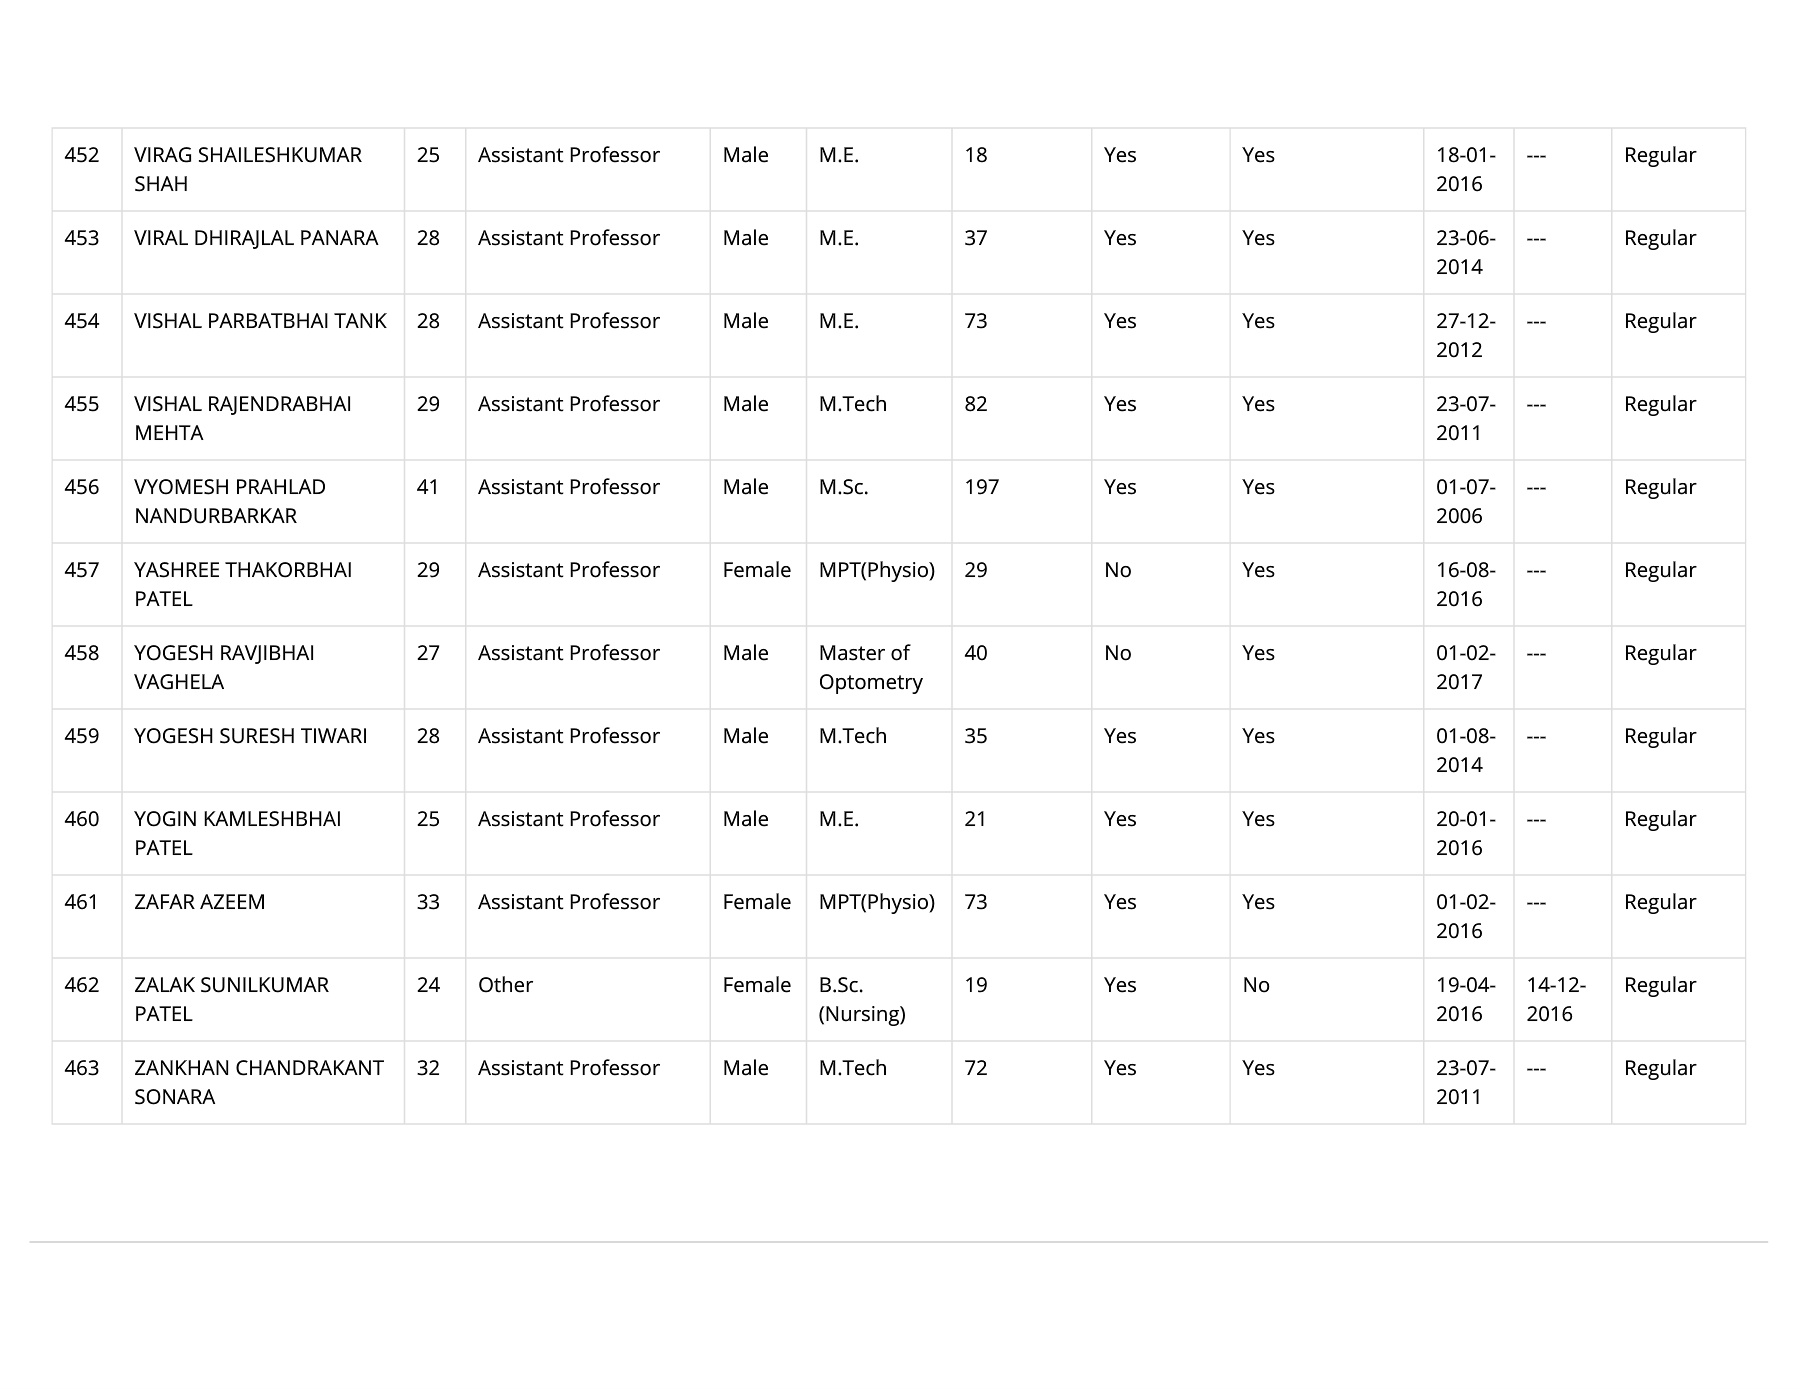 452 VIRAG SHAILESHKUMAR 25 Assistant Professor Male M.E. 18 Yes Yes 18-01- --- Regular
SHAH 2016
453 VIRAL DHIRAJLAL PANARA 28 Assistant Professor Male M.E. 37 Yes Yes 23-06- --- Regular
2014
454 VISHAL PARBATBHAI TANK 28 Assistant Professor Male M.E. 73 Yes Yes 27-12- --- Regular
2012
455 VISHAL RAJENDRABHAI 29 Assistant Professor Male M.Tech 82 Yes Yes 23-07- --- Regular
MEHTA 2011
456 VYOMESH PRAHLAD 41 Assistant Professor Male M.Sc. 197 Yes Yes 01-07- --- Regular
NANDURBARKAR 2006
457 YASHREE THAKORBHAI 29 Assistant Professor Female MPT(Physio) 29 No Yes 16-08- --- Regular
PATEL 2016
458 YOGESH RAVJIBHAI 27 Assistant Professor Male Master of 40 No Yes 01-02- --- Regular
VAGHELA Optometry 2017
459 YOGESH SURESH TIWARI 28 Assistant Professor Male M.Tech 35 Yes Yes 01-08- --- Regular
2014
460 YOGIN KAMLESHBHAI 25 Assistant Professor Male M.E. 21 Yes Yes 20-01- --- Regular
PATEL 2016
461 ZAFAR AZEEM 33 Assistant Professor Female MPT(Physio) 73 Yes Yes 01-02- --- Regular
2016
462 ZALAK SUNILKUMAR 24 Other Female B.Sc. 19 Yes No 19-04- 14-12- Regular
PATEL (Nursing) 2016 2016
463 ZANKHAN CHANDRAKANT 32 Assistant Professor Male M.Tech 72 Yes Yes 23-07- --- Regular
SONARA 2011